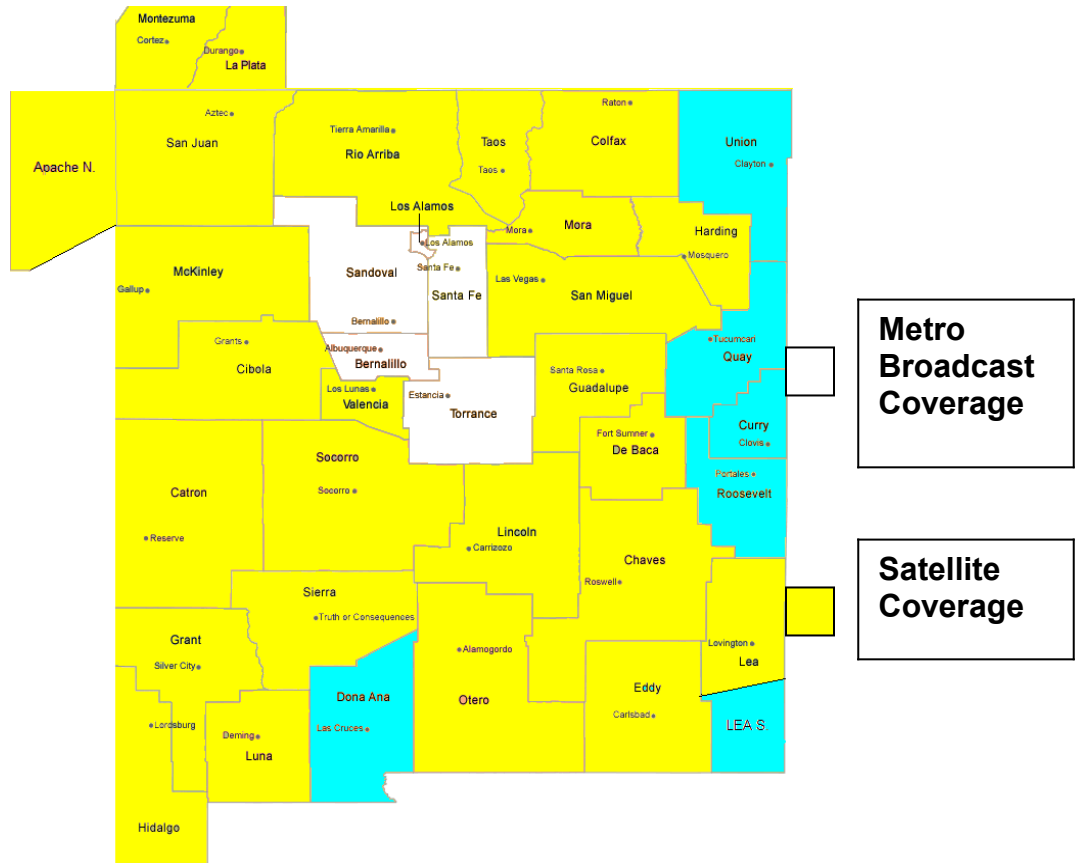 Montezuma
Cortez
Durango
La Plata
Aztec
San Juan
Tierra Amarilla
Rio Arriba
Taos
Taos
Raton
Colfax
Union
Clayton
Apache N.
Los Alamos
Los Alamos
Mora
Mora
Harding
Mosquero
McKinley
Gallup
Sandoval
Santa Fe
Santa Fe
Las Vegas
San Miguel
Bernalillo
Albuquerque
Bernalillo
Tucumcari
Quay
Grants
Cibola
Los Lunas
Valencia
Estancia
Torrance
Santa Rosa
Guadalupe
Curry
Clovis
Fort Sumner
De Baca
Socorro
Socorro
Portales
Roosevelt
Catron
Reserve
Lincoln
Carrizozo
Chaves
Roswell
Sierra
Truth or Consequences
Grant
Silver City
Alamogordo
Otero
Lovington
Lea
Eddy
Carlsbad
Dona Ana
Las Cruces
LEA S.
Lordsburg
Deming
Luna
Hidalgo
Metro
Broadcast
Coverage
Satellite
Coverage